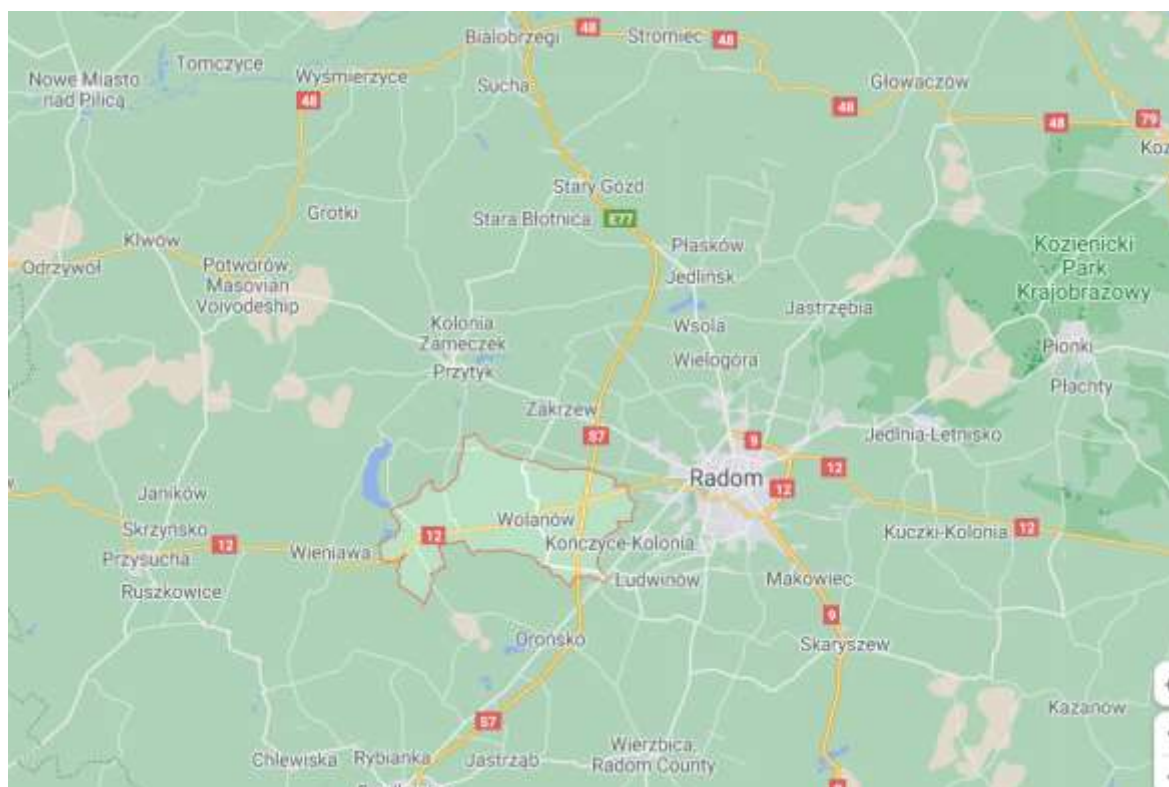 48
Białobrzegi
Stromiec
48
Tomczyce
Nowe Miasto
nad Pilicą
Wyśmierzyce
Sucha
Głowaczów
48
48
48
79
Koz
Stary Gózd
Grotki
Stara Błotnica
E77
Klwów
Płasków
Odrzywół
Potworów,
Masovian
Voivodeship
Jedlińsk
Kozienicki
Park
Krajobrazowy
Jastrzębia
Kolonia
Zameczek
Wsola
Wielogóra
Przytyk
Pionki
Płachty
Zakrzew
S7
9
Jedlnia-Letnisko
12
Radom
12
Janików
Skrzyńsko
12
Wieniawa
12
Wolanów
Kończyce-Kolonia
Kuczki-Kolonia
12
Przysucha
Ruszkowice
Ludwinów
Makowiec
9
Orońsko
Skaryszew
S7
Kazanów
Chlewiska
Rybianka
Jastrząb
Wierzbica,
Radom County